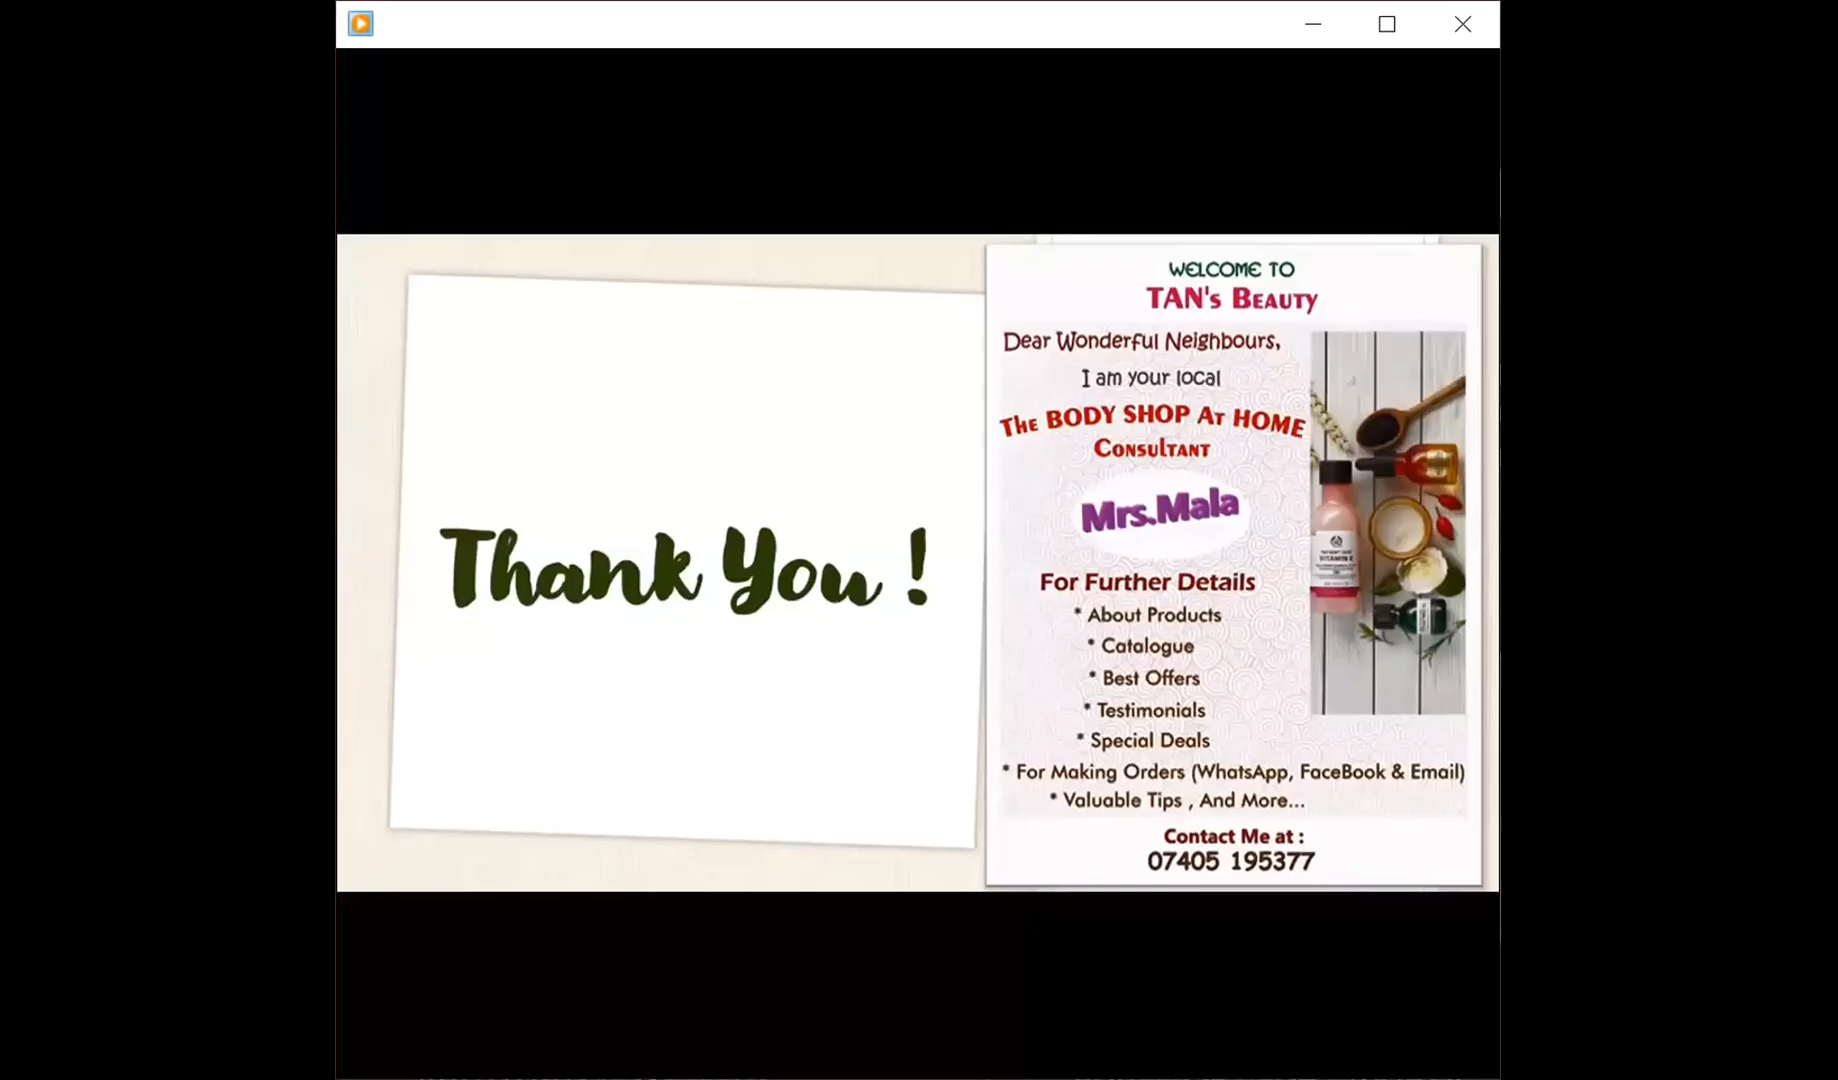 Thank You !
WELCOME TO
TAN's BEAUTY
Dear Wonderful Neighbours,
I am your local
The BODY SHOP AT HOME
CONSULTANT
Mrs.Mala
For Further Details
* About Products
* Catalogue
* Best Offers
* Testimonials
* Special Deals
* For Making Orders (WhatsApp, FaceBook & Email)
* Valuable Tips , And More...
Contact Me at :
07405 195377
VITAMIN E